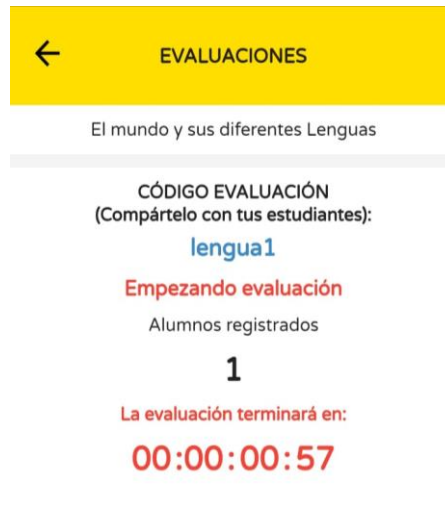 EVALUACIONES
El mundo y sus diferentes Lenguas
CÓDIGO EVALUACIÓN
(Compártelo con tus estudiantes):
lengua1
Empezando evaluación
Alumnos registrados
1
La evaluación terminará en:
00:00:00:57